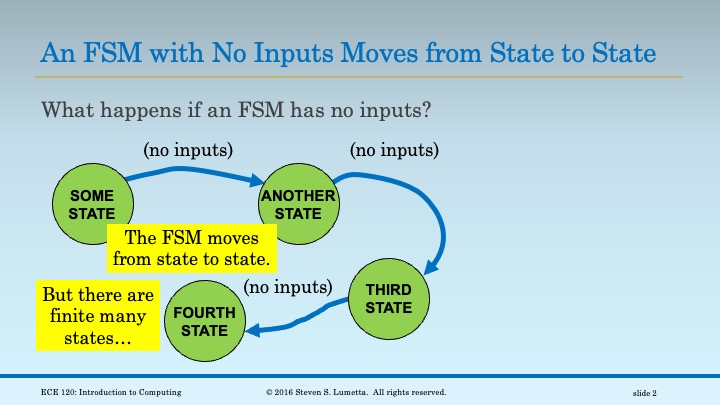 An FSM with No Inputs Moves from State to State
What happens if an FSM has no inputs?
(no inputs)
(no inputs)
SOME
STATE
ANOTHER
STATE
The FSM moves
from state to state.
(no inputs)
THIRD
STATE
But there are
finite many
states…
FOURTH
STATE
ECE 120: Introduction to Computing
© 2016 Steven S. Lumetta. All rights reserved.
slide 2